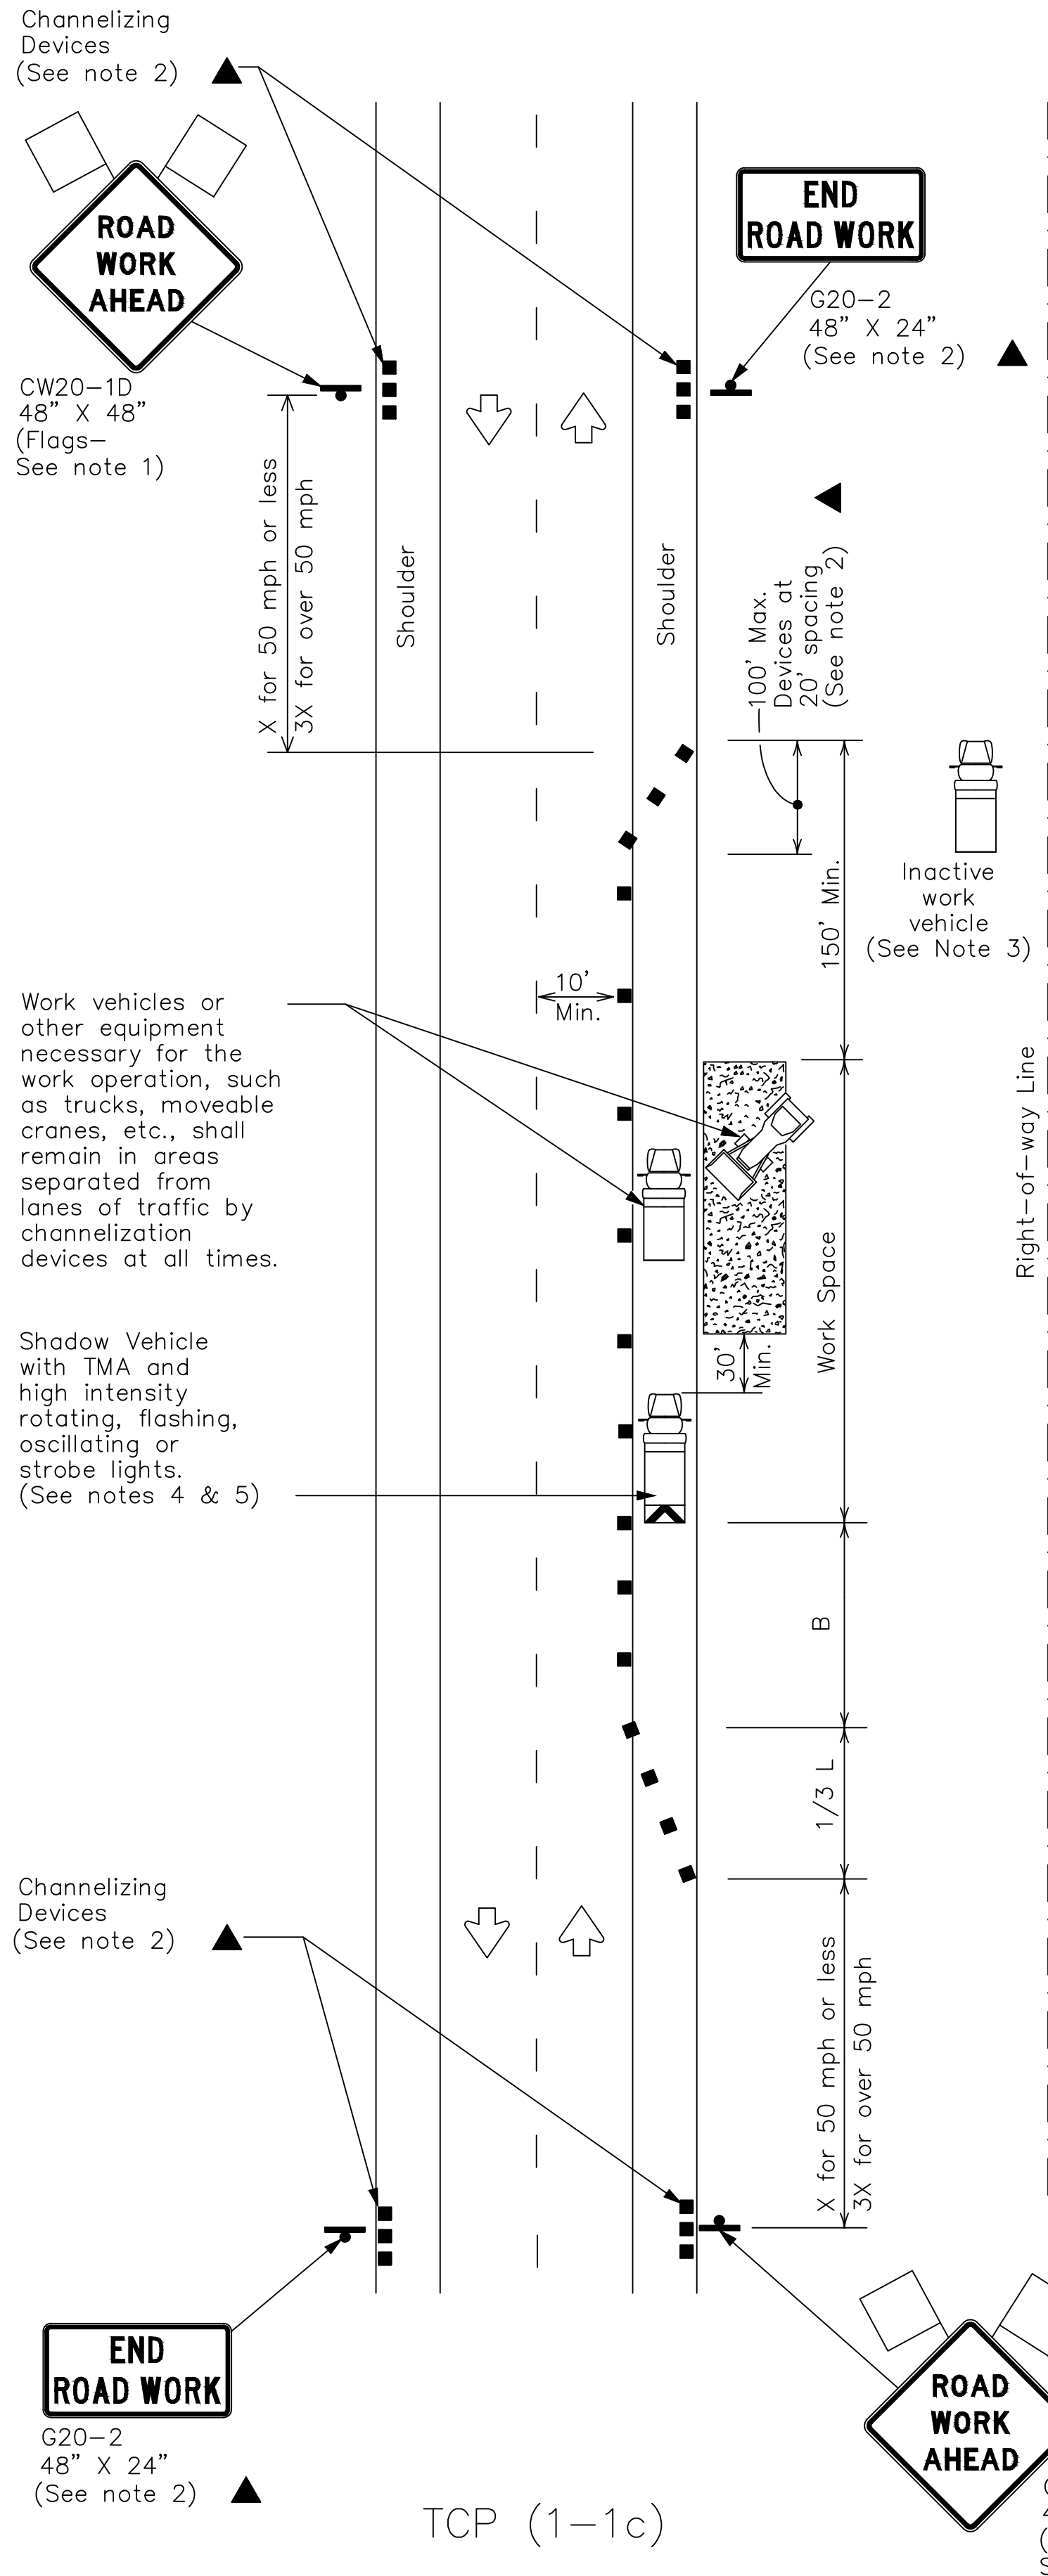 Channelizing
Devices
(See note 2)
ROAD
WORK
AHEAD
CW20-1D
48" X 48"
(Flags-
See note 1)
END
ROAD WORK
G20-2
48" X 24"
(See note 2)
X for 50 mph or less
3X for over 50 mph
Shoulder
Shoulder
100' Max.
Devices at
20' spacing
(See note 2)
150' Min.
Inactive
work
vehicle
(See Note 3)
10'
Min.
Work vehicles or
other equipment
necessary for the
work operation, such
as trucks, moveable
cranes, etc., shall
remain in areas
separated from
lanes of traffic by
channelization
devices at all times.
Right-of-way Line
Work Space
30'
Min.
Shadow Vehicle
with TMA and
high intensity
rotating, flashing,
oscillating or
strobe lights.
(See notes 4 & 5)
B
1/3 L
Channelizing
Devices
(See note 2)
X for 50 mph or less
3X for over 50 mph
END
ROAD WORK
G20-2
48" X 24"
(See note 2)
ROAD
WORK
AHEAD
TCP (1-1c)